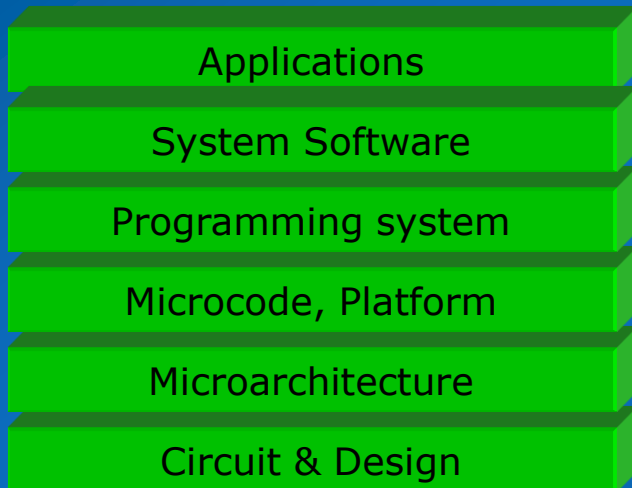 Applications
System Software
Programming system
Microcode, Platform
Microarchitecture
Circuit & Design